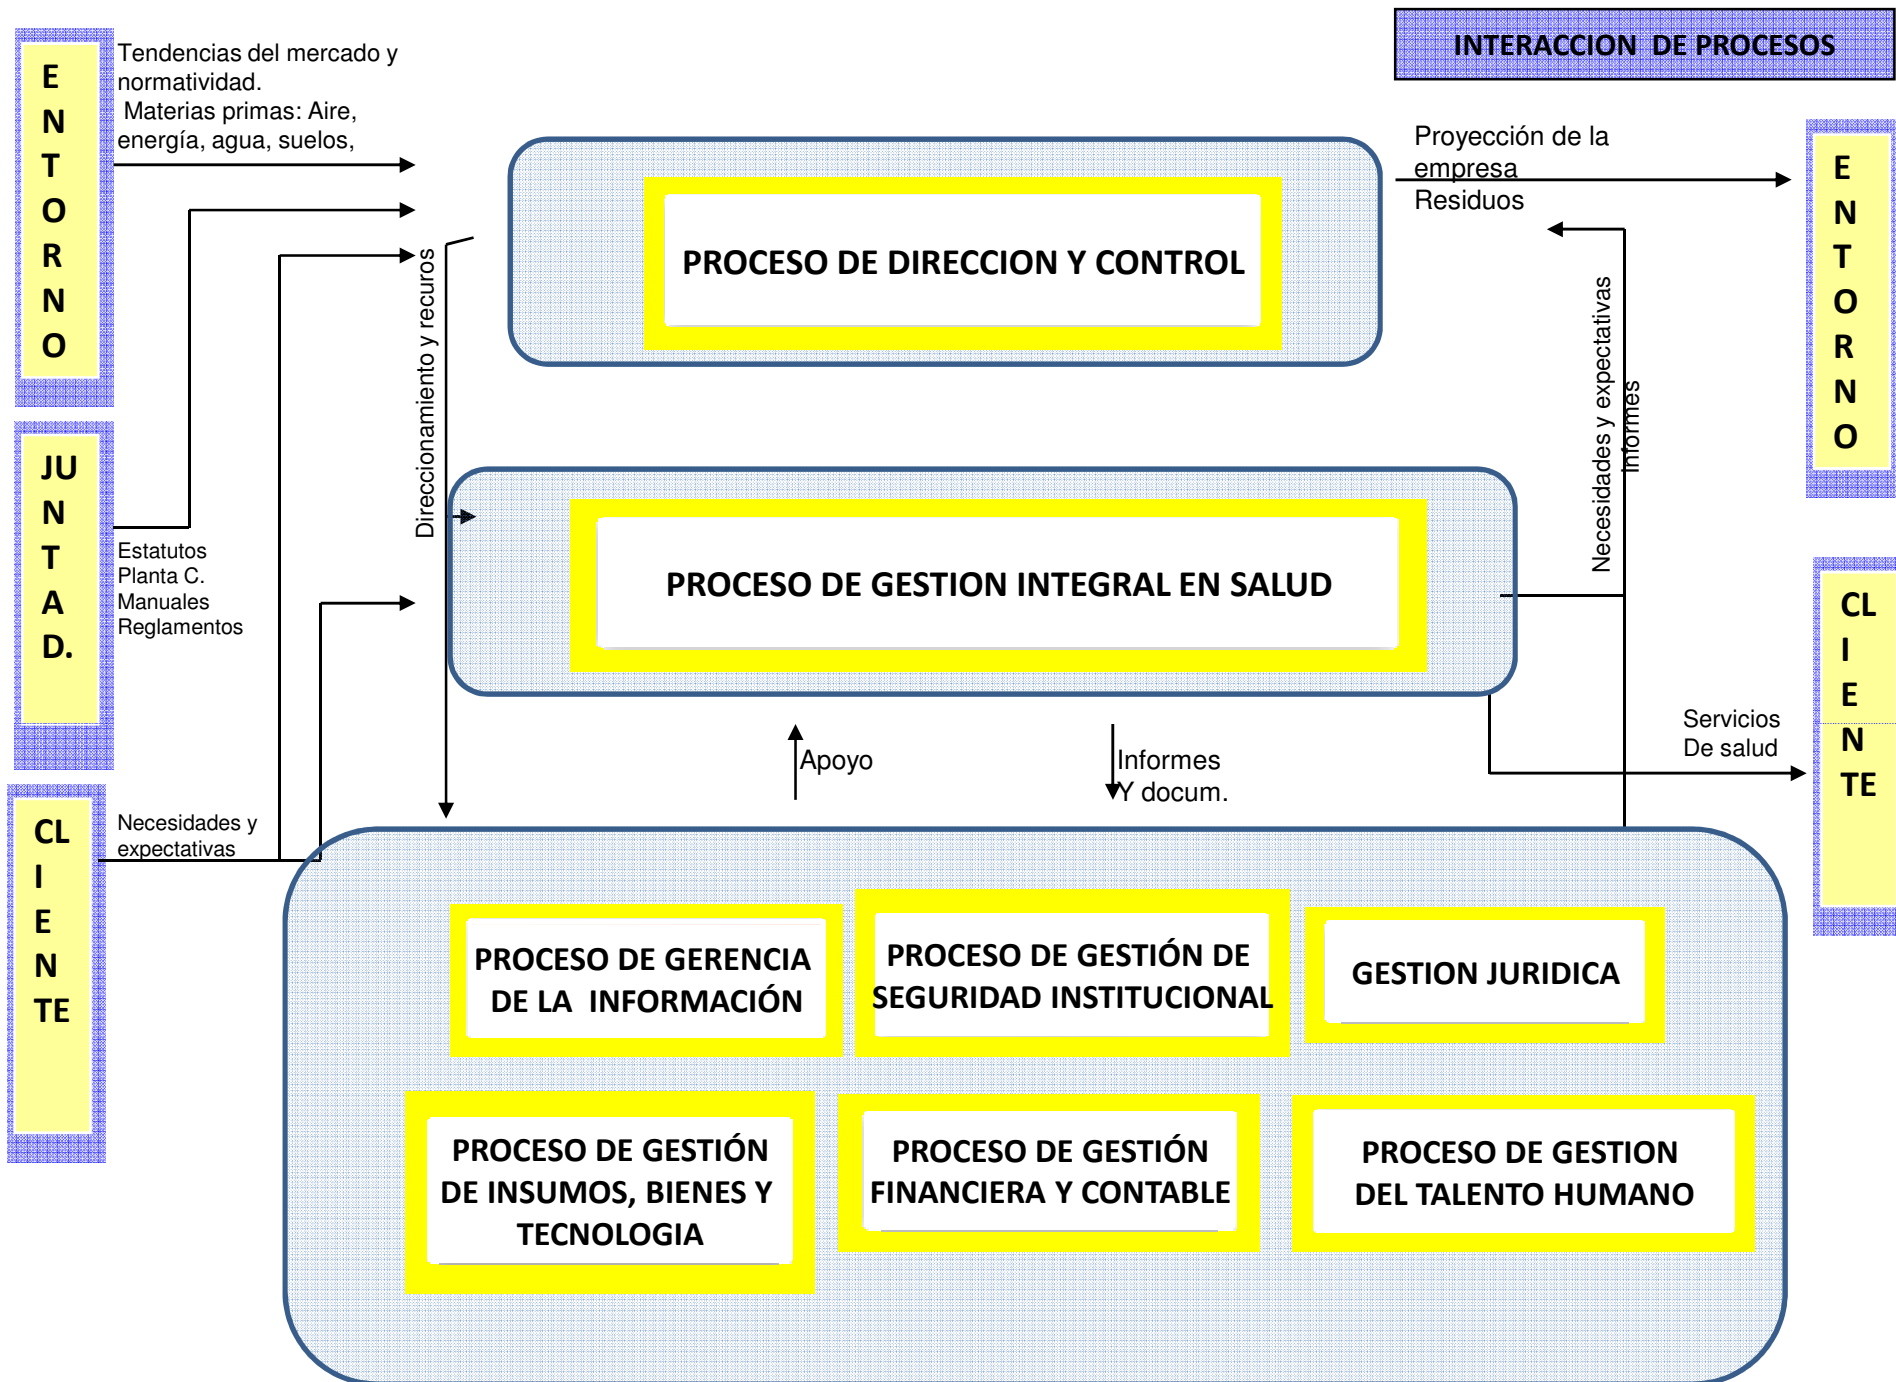 INTERACCION DE PROCESOS
E
N
T
O
R
N
O
Tendencias del mercado y
normatividad.
Materias primas: Aire,
energía, agua, suelos,
PROCESO DE DIRECCION Y CONTROL
Proyección de la
empresa
Residuos
E
N
T
O
R
N
O
Direccionamiento y recuros
Necesidades y expectativas
Informes
JU
N
T
A
D.
Estatutos
Planta C.
Manuales
Reglamentos
PROCESO DE GESTION INTEGRAL EN SALUD
CL
I
E
N
TE
Servicios
De salud
Apoyo
Informes
Y docum.
CL
I
E
N
TE
Necesidades y
expectativas
PROCESO DE GERENCIA
DE LA INFORMACIÓN
PROCESO DE GESTIÓN DE
SEGURIDAD INSTITUCIONAL
GESTION JURIDICA
PROCESO DE GESTIÓN
DE INSUMOS, BIENES Y
TECNOLOGIA
PROCESO DE GESTIÓN
FINANCIERA Y CONTABLE
PROCESO DE GESTION
DEL TALENTO HUMANO